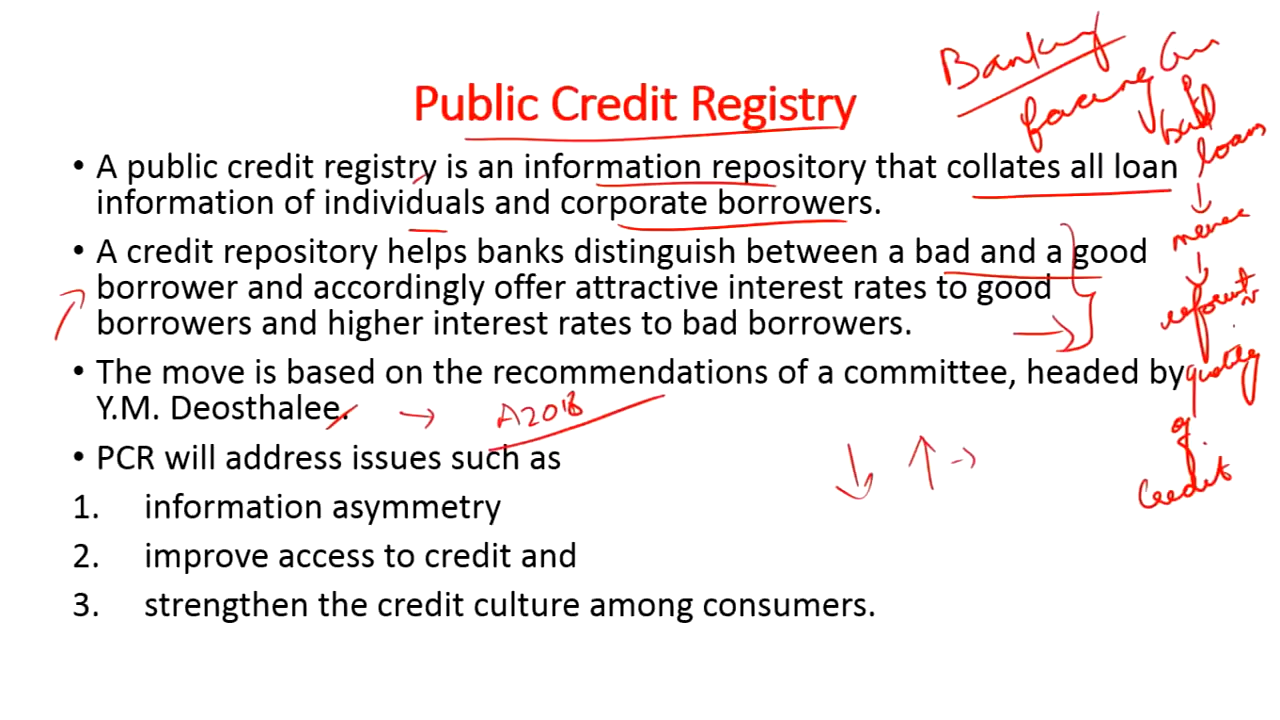 Public Credit Registry
• A public credit registry is an information repository that collates all loan
information of individuals and corporate borrowers.
• A credit repository helps banks distinguish between a bad and a good
borrower and accordingly offer attractive interest rates to good
borrowers and higher interest rates to bad borrowers.
• The move is based on the recommendations of a committee, headed by
Y.M. Deosthalee.
A2018
• PCR will address issues such as
1. information asymmetry
2. improve access to credit and
3. strengthen the credit culture among consumers.
Banking
facing
bad
loans
quality
of
credit